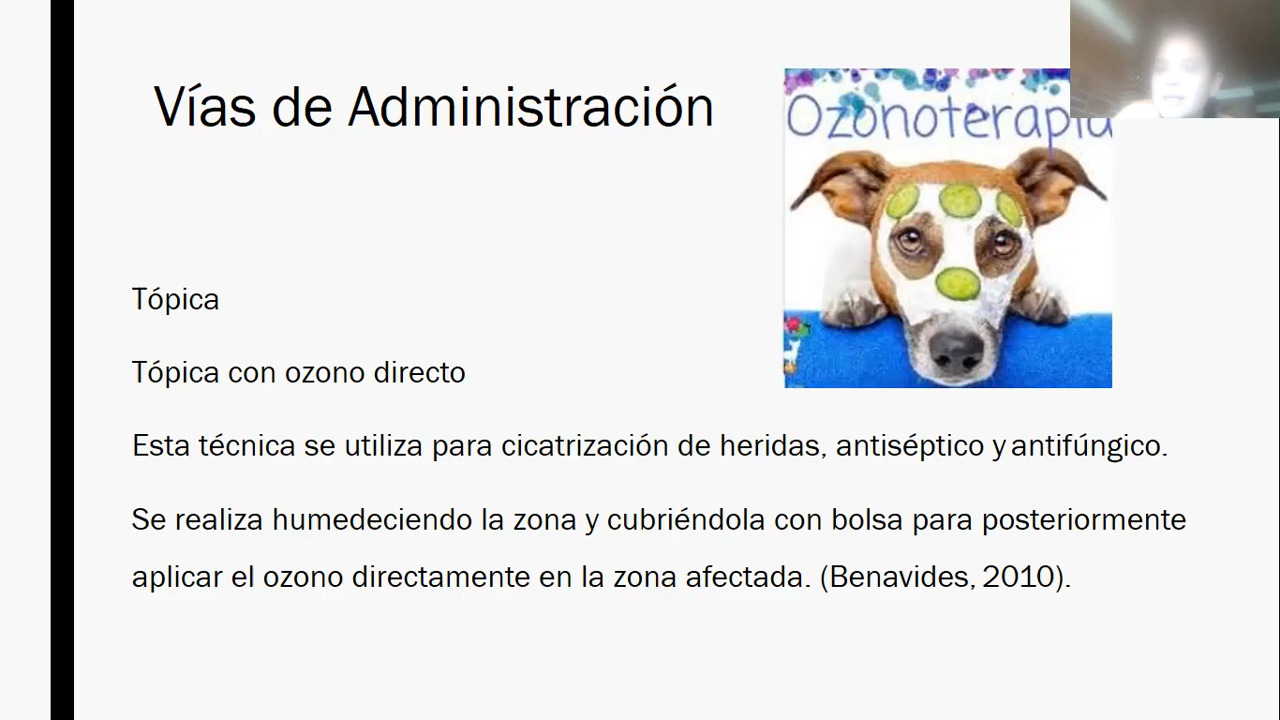 Vías de Administración
Ozonoterapia
Tópica
Tópica con ozono directo
Esta técnica se utiliza para cicatrización de heridas, antiséptico y antifúngico.
Se realiza humedeciendo la zona y cubriéndola con bolsa para posteriormente
aplicar el ozono directamente en la zona afectada. (Benavides, 2010).